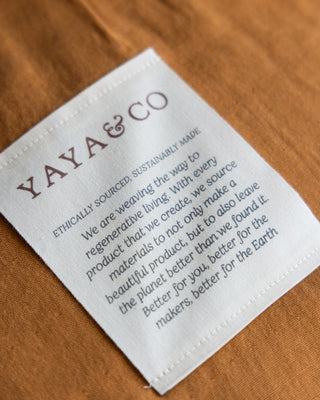 YAYA & CO
ETHICALLY SOURCED, SUSTAINABLY MADE
We are weaving the way to
regenerative living. With every
product that we create, we source
materials to not only make a
beautiful product, but to also leave
the planet better than we found it.
Better for you, better for the
makers, better for the Earth